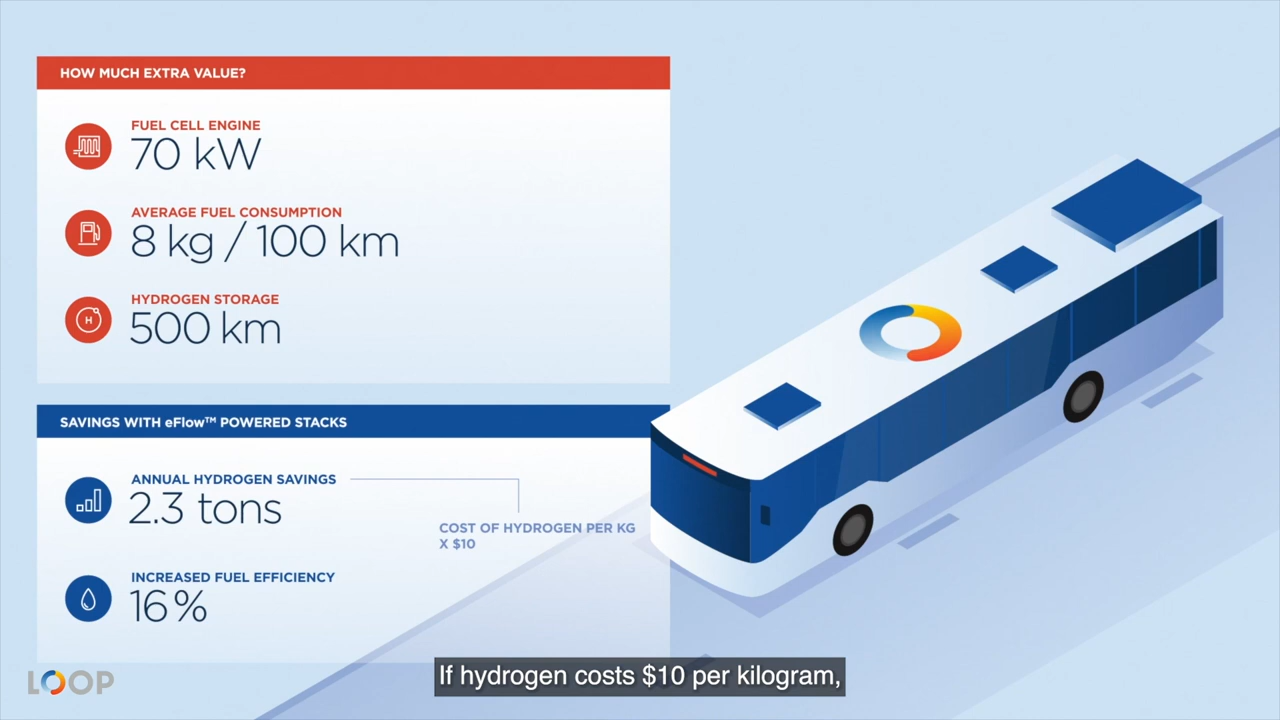 HOW MUCH EXTRA VALUE?
FUEL CELL ENGINE
70 kW
AVERAGE FUEL CONSUMPTION
8 kg / 100 km
H
HYDROGEN STORAGE
500 km
SAVINGS WITH eFlow™ POWERED STACKS
ANNUAL HYDROGEN SAVINGS
2.3 tons
COST OF HYDROGEN PER KG
X $10
INCREASED FUEL EFFICIENCY
16%
LOOP
If hydrogen costs $10 per kilogram,